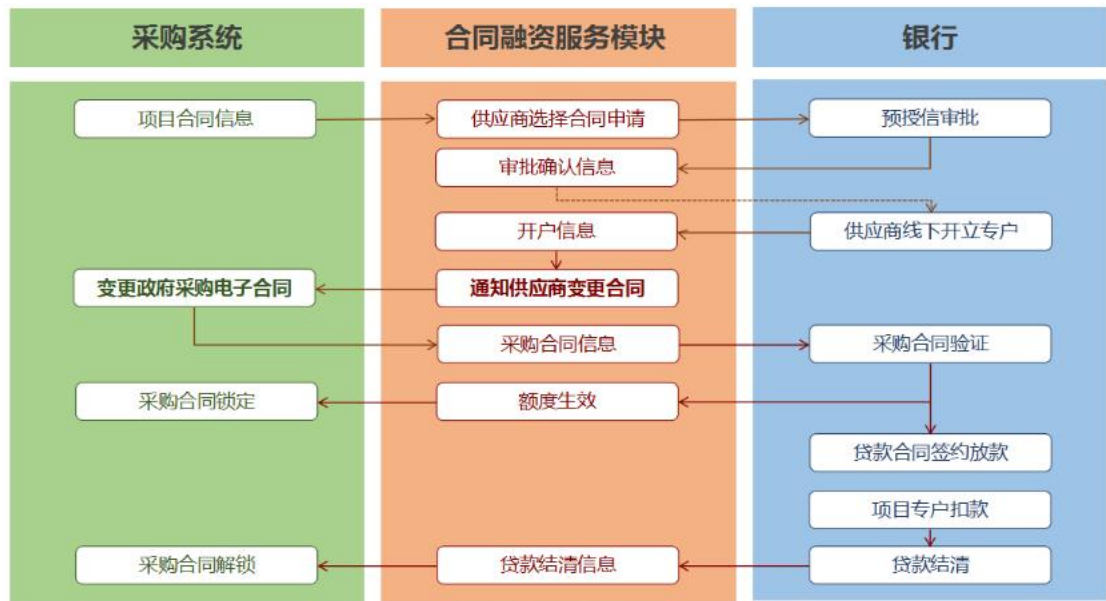 采购系统
合同融资服务模块
银行
项目合同信息
供应商选择合同申请
预授信审批
审批确认信息
开户信息
供应商线下开立专户
变更政府采购电子合同
通知供应商变更合同
采购合同信息
采购合同验证
采购合同锁定
额度生效
贷款合同签约放款
项目专户扣款
采购合同解锁
贷款结清信息
贷款结清